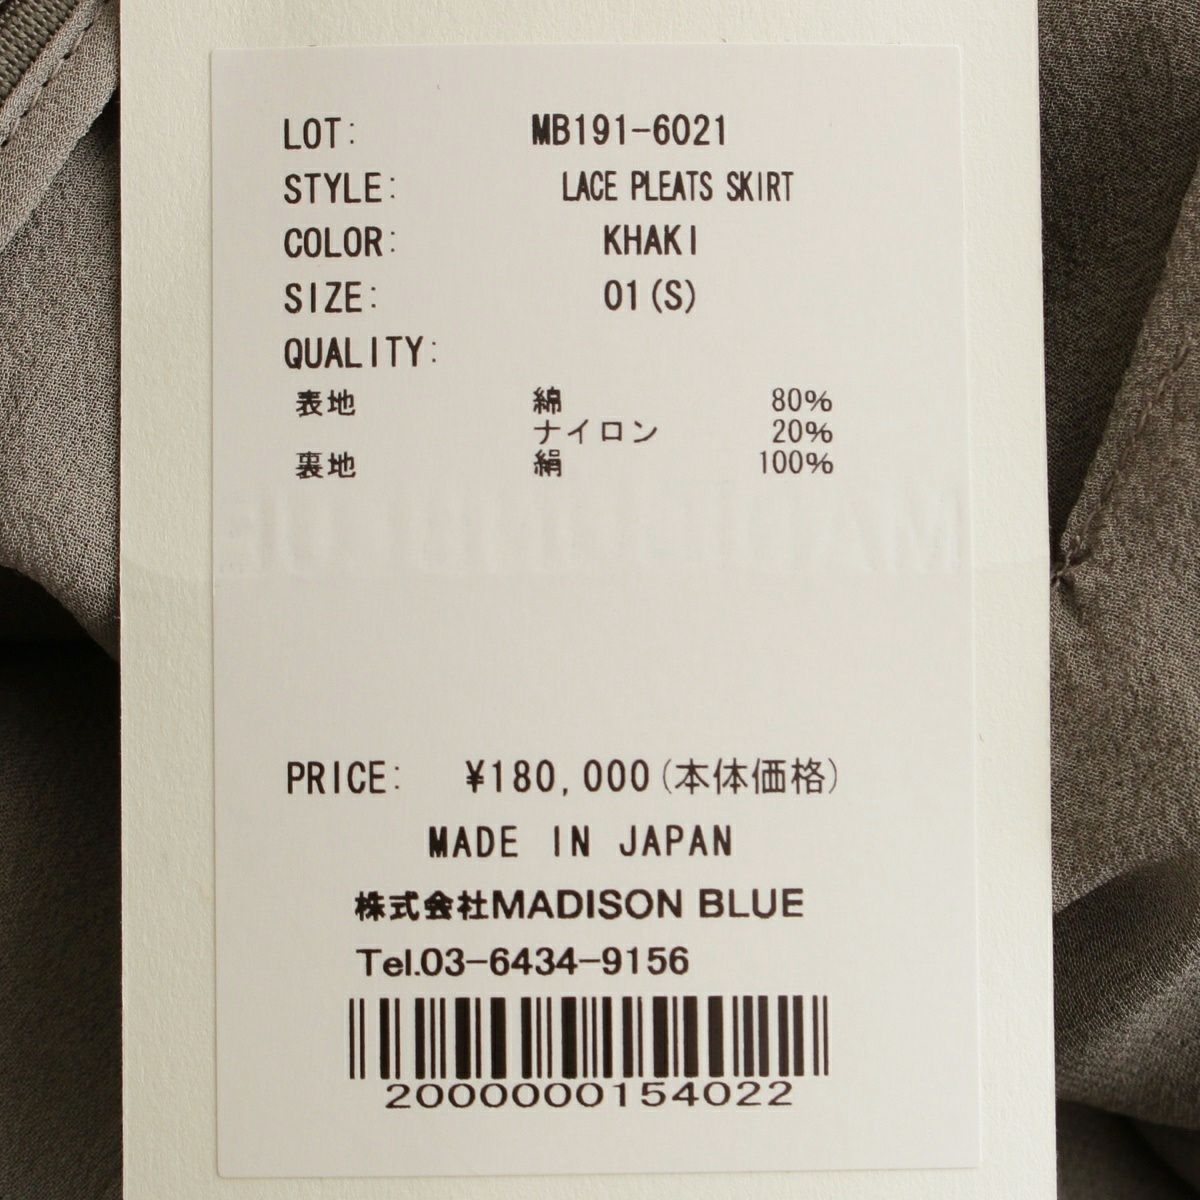 LOT: MB191-6021
STYLE: LACE PLEATS SKIRT
COLOR: KHAKI
SIZE: 01(S)
QUALITY:
表地 綿 80%
ナイロン 20%
裏地 絹 100%
MADISON BLUE
PRICE: ¥180,000(本体価格)
MADE IN JAPAN
株式会社MADISON BLUE
Tel.03-6434-9156
2000000154022